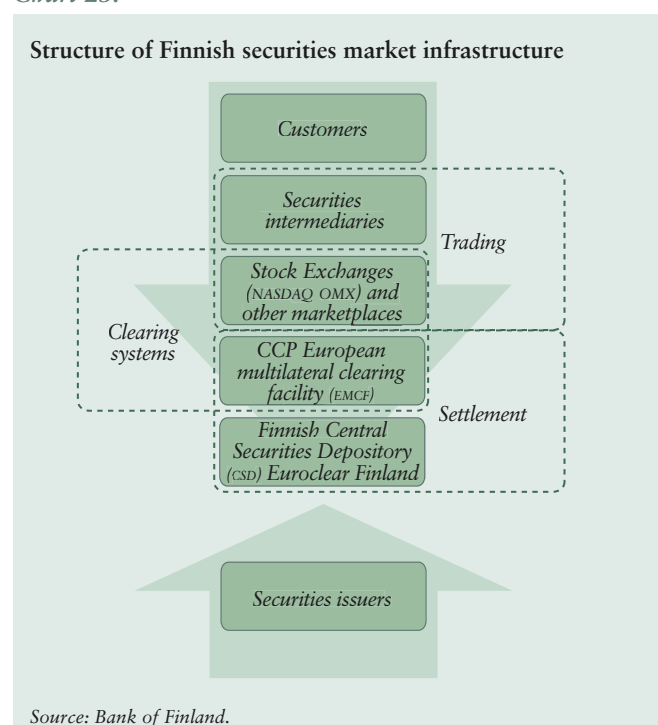 Structure of Finnish securities market infrastructure
Customers
Securities
intermediaries
Trading
Stock Exchanges
(NASDAQ OMX) and
other marketplaces
Clearing
systems
CCP European
multilateral clearing
facility (EMCF)
Settlement
Finnish Central
Securities Depository
(CSD) Euroclear Finland
Securities issuers
Source: Bank of Finland.